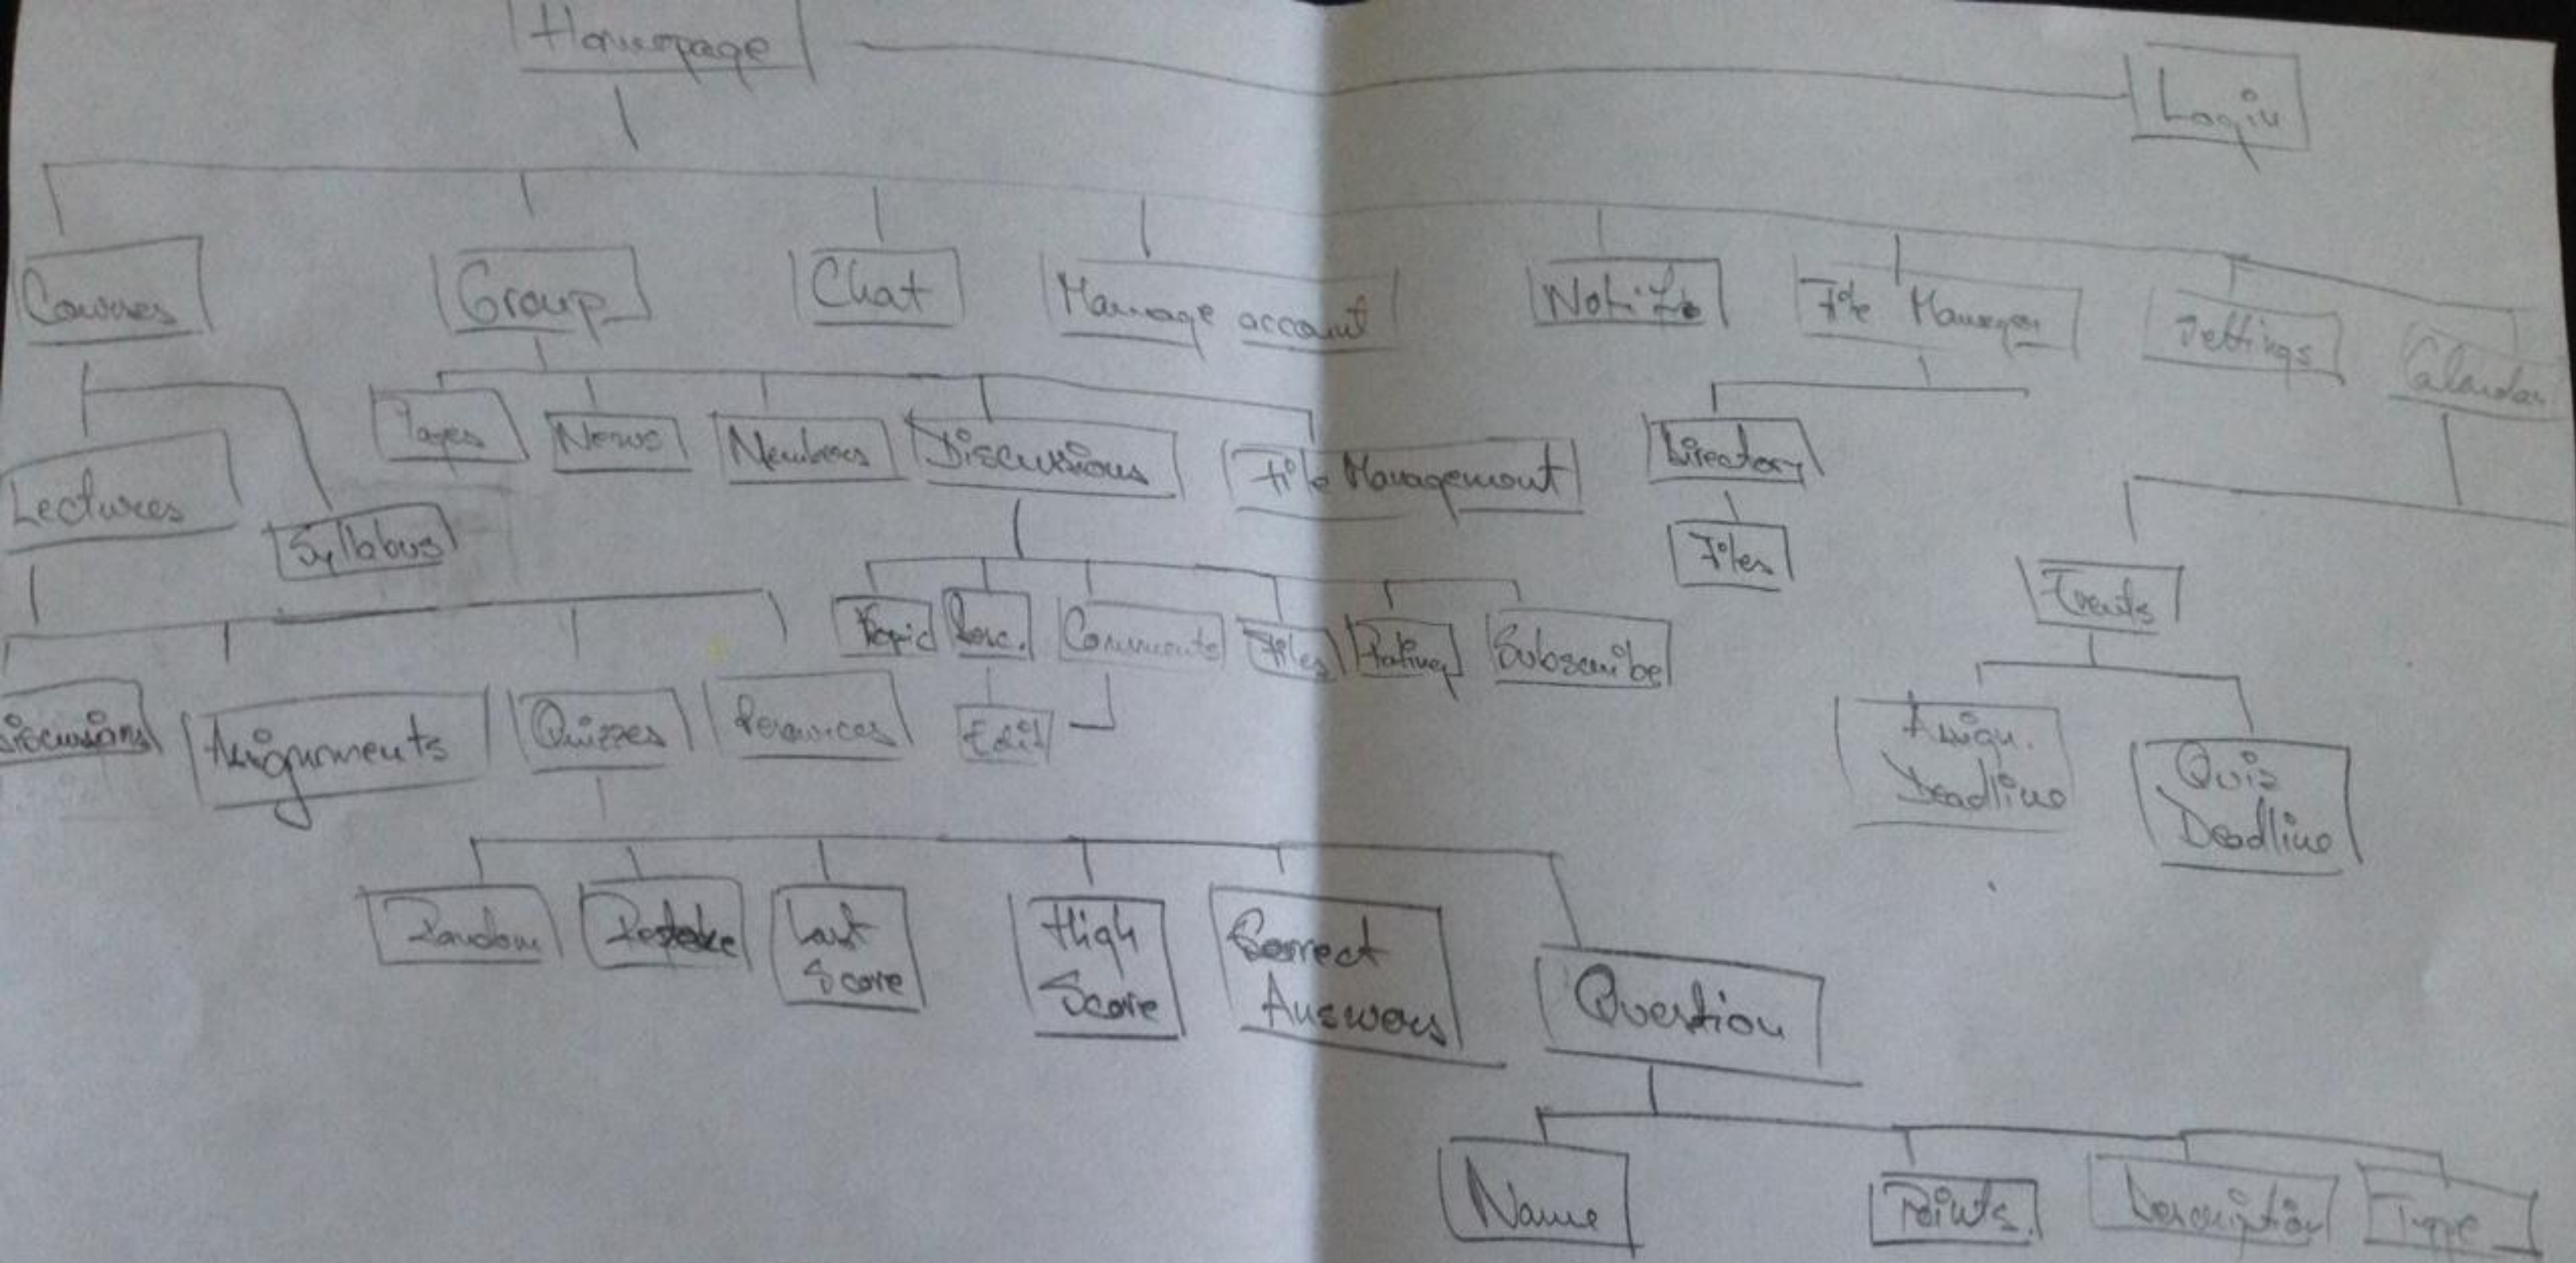 Homepage
Login
Courses
Group
Chat
Manage account
Notifs
File Manager
Settings
Calandar
Pages
News
Members
Discussions
File Management
Directory
Lectures
Syllabus
Files
Events
Topic
Desc.
Comments
Files
Rating
Subscribe
iscussions
Assignments
Quizzes
Resources
Edit
Assign.
Deadline
Quiz
Deadline
Random
Retake
Last
Score
High
Score
Correct
Answers
Question
Name
Points
Description
Type